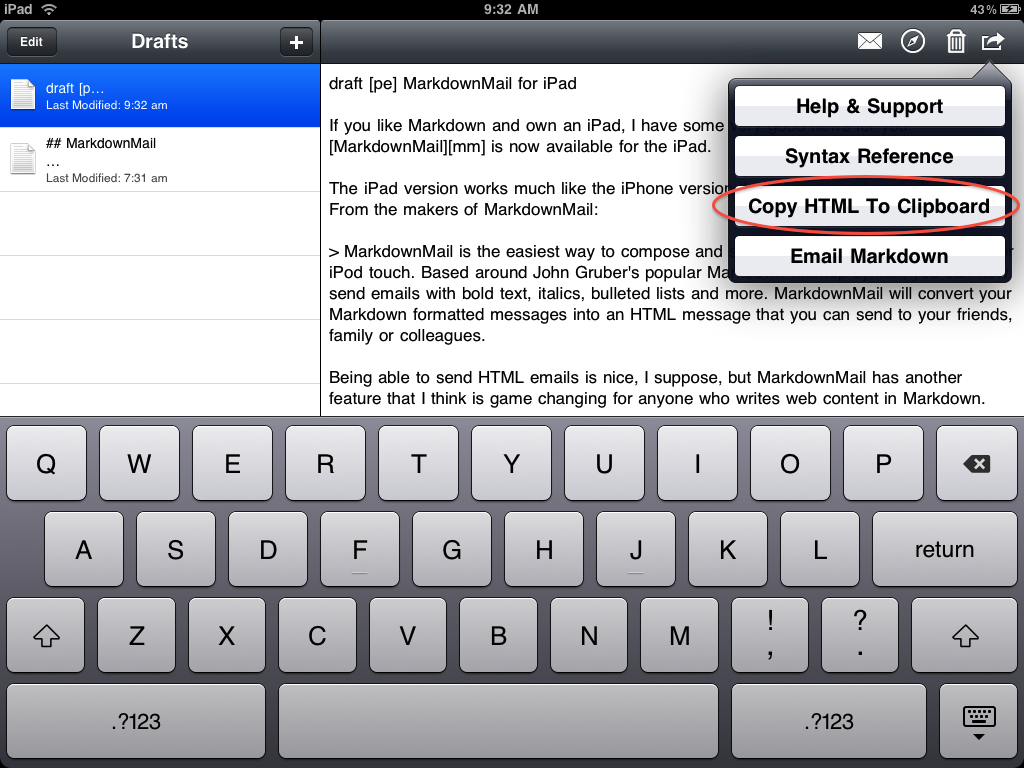 iPad 9:32 AM 43%
Edit Drafts +
draft [p…
Last Modified: 9:32 am
## MarkdownMail
…
Last Modified: 7:31 am
draft [pe] MarkdownMail for iPad
If you like Markdown and own an iPad, I have some
[MarkdownMail][mm] is now available for the iPad.
The iPad version works much like the iPhone version
From the makers of MarkdownMail:
> MarkdownMail is the easiest way to compose and
iPod touch. Based around John Gruber's popular
send emails with bold text, italics, bulleted lists and more. MarkdownMail will convert your
Markdown formatted messages into an HTML message that you can send to your friends,
family or colleagues.
Being able to send HTML emails is nice, I suppose, but MarkdownMail has another
feature that I think is game changing for anyone who writes web content in Markdown.
Help & Support
Syntax Reference
Copy HTML To Clipboard
Email Markdown
Q W E R T Y U I O P
A S D F G H J K L return
Z X C V B N M ! , ? .
.?123 .?123